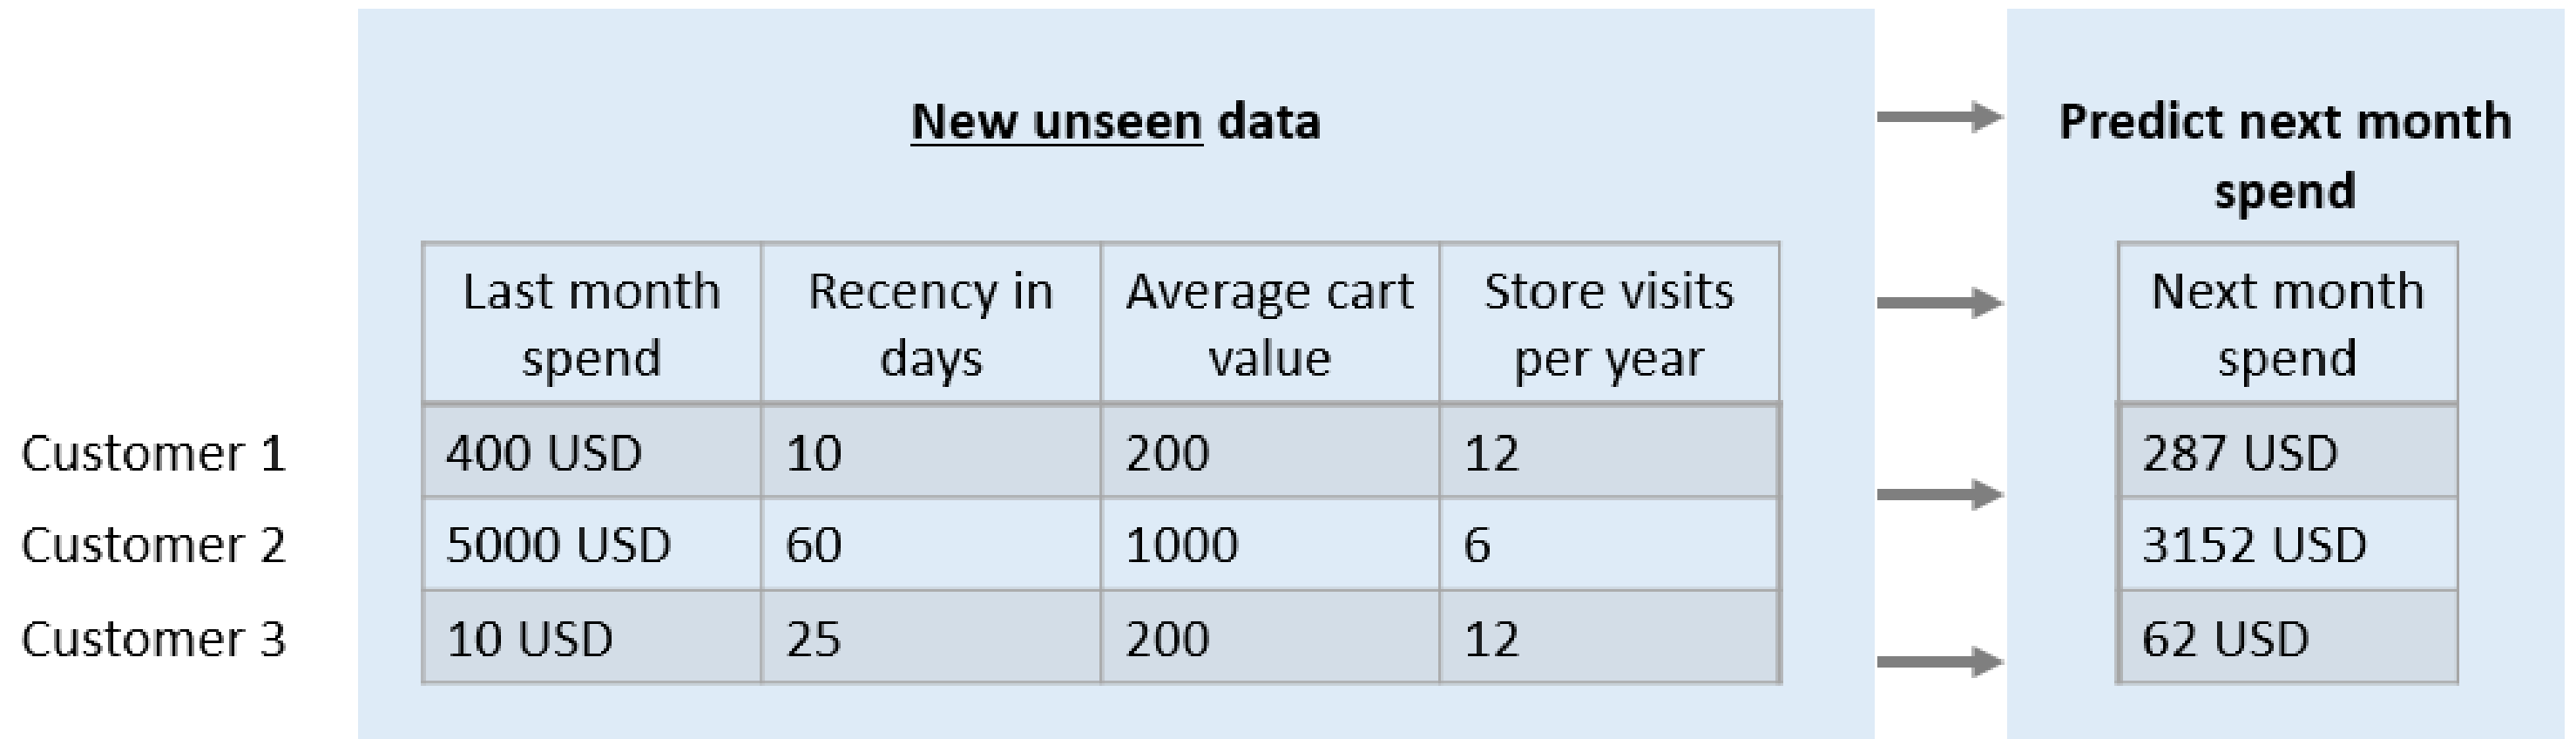 New unseen data
Predict next month
spend
Last month
spend
Recency in
days
Average cart
value
Store visits
per year
Next month
spend
Customer 1
400 USD
10
200
12
287 USD
Customer 2
5000 USD
60
1000
6
3152 USD
Customer 3
10 USD
25
200
12
62 USD